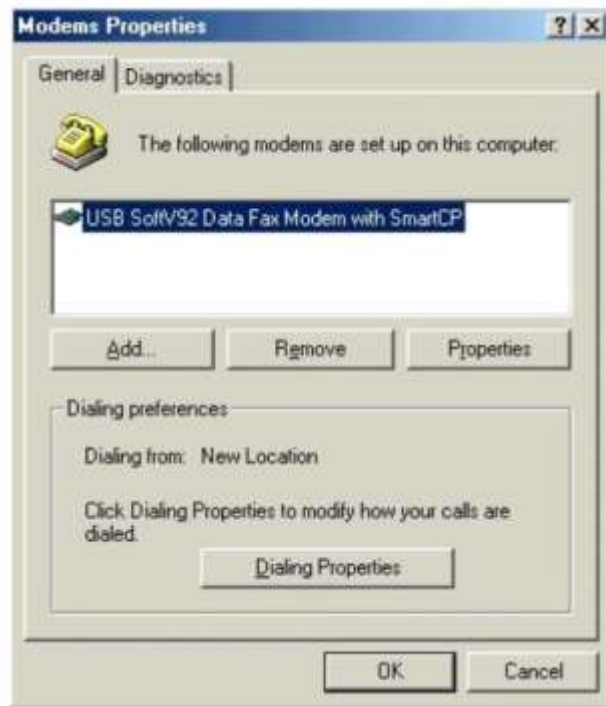 Modems Properties
General Diagnostics
The following modems are set up on this computer:
USB SoftV92 Data Fax Modem with SmartCP
Add... Remove Properties
Dialing preferences
Dialing from: New Location
Click Dialing Properties to modify how your calls are
dialed.
Dialing Properties
OK Cancel